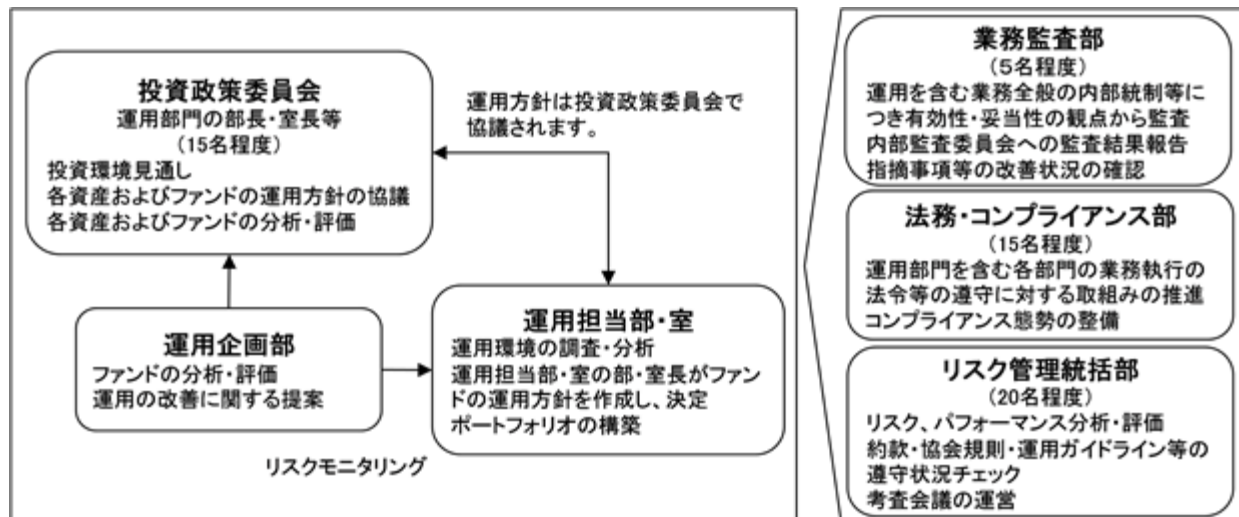 投資政策委員会
運用部門の部長・室長等
(15名程度)
投資環境見通し
各資産およびファンドの運用方針の協議
各資産およびファンドの分析・評価
運用方針は投資政策委員会で
協議されます。
運用企画部
ファンドの分析・評価
運用の改善に関する提案
運用担当部・室
運用環境の調査・分析
運用担当部・室の部・室長がファン
ドの運用方針を作成し、決定
ポートフォリオの構築
リスクモニタリング
業務監査部
(5名程度)
運用を含む業務全般の内部統制等に
つき有効性・妥当性の観点から監査
内部監査委員会への監査結果報告
指摘事項等の改善状況の確認
法務・コンプライアンス部
(15名程度)
運用部門を含む各部門の業務執行の
法令等の遵守に対する取組みの推進
コンプライアンス態勢の整備
リスク管理統括部
(20名程度)
リスク、パフォーマンス分析・評価
約款・協会規則・運用ガイドライン等の
遵守状況チェック
考査会議の運営